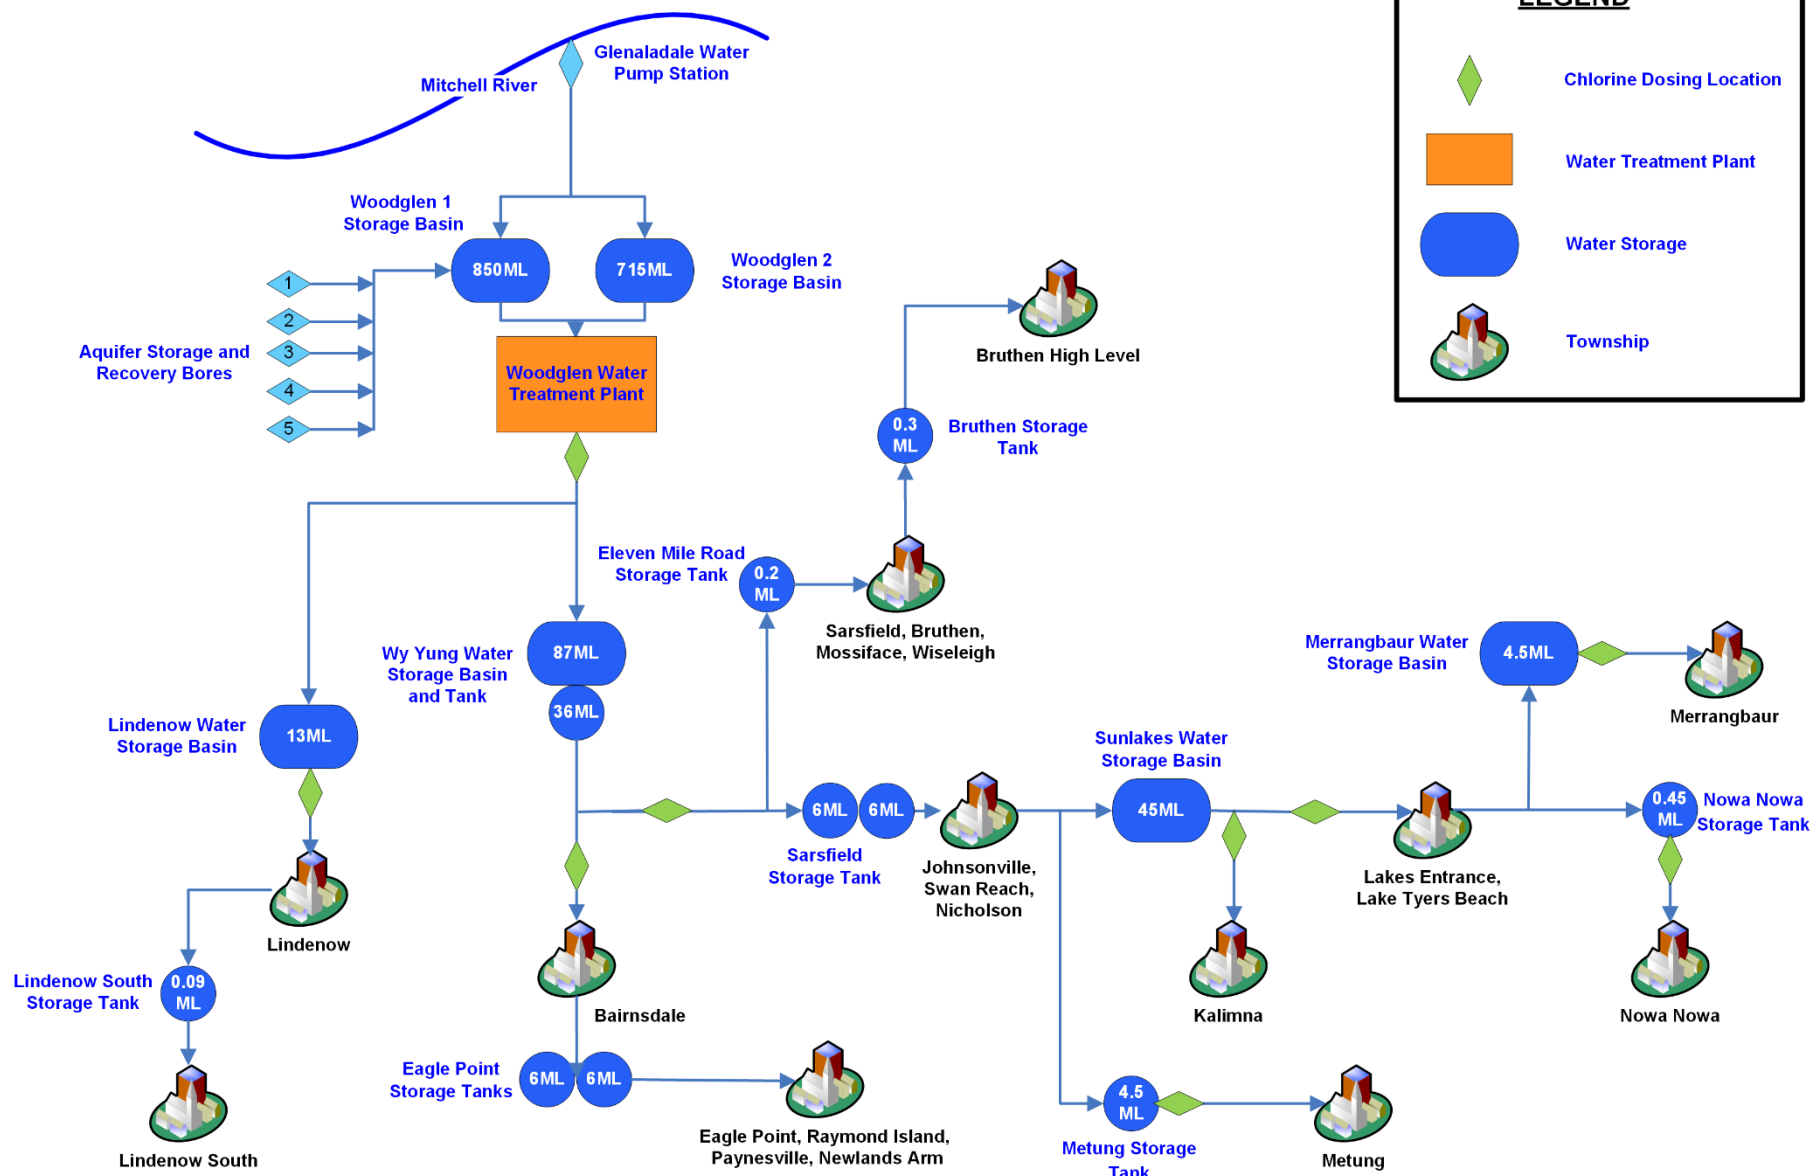 LEGEND
Chlorine Dosing Location
Water Treatment Plant
Water Storage
Township
Glenaladale Water
Pump Station
Mitchell River
Woodglen 1
Storage Basin
850ML
715ML
Woodglen 2
Storage Basin
1
2
3
4
5
Aquifer Storage and
Recovery Bores
Woodglen Water
Treatment Plant
Bruthen High Level
0.3
ML
Bruthen Storage
Tank
Eleven Mile Road
Storage Tank
0.2
ML
Sarsfield, Bruthen,
Mossiface, Wiseleigh
Wy Yung Water
Storage Basin
and Tank
87ML
36ML
Merrangbaur Water
Storage Basin
4.5ML
Merrangbaur
Lindenow Water
Storage Basin
13ML
Sunlakes Water
Storage Basin
45ML
6ML
6ML
Sarsfield
Storage Tank
Johnsonville,
Swan Reach,
Nicholson
Lakes Entrance,
Lake Tyers Beach
0.45
ML
Nowa Nowa
Storage Tank
Lindenow
Lindenow South
Storage Tank
0.09
ML
Bairnsdale
Kalimna
Nowa Nowa
Eagle Point
Storage Tanks
6ML
6ML
Eagle Point, Raymond Island,
Paynesville, Newlands Arm
4.5
ML
Metung Storage
Tank
Metung
Lindenow South